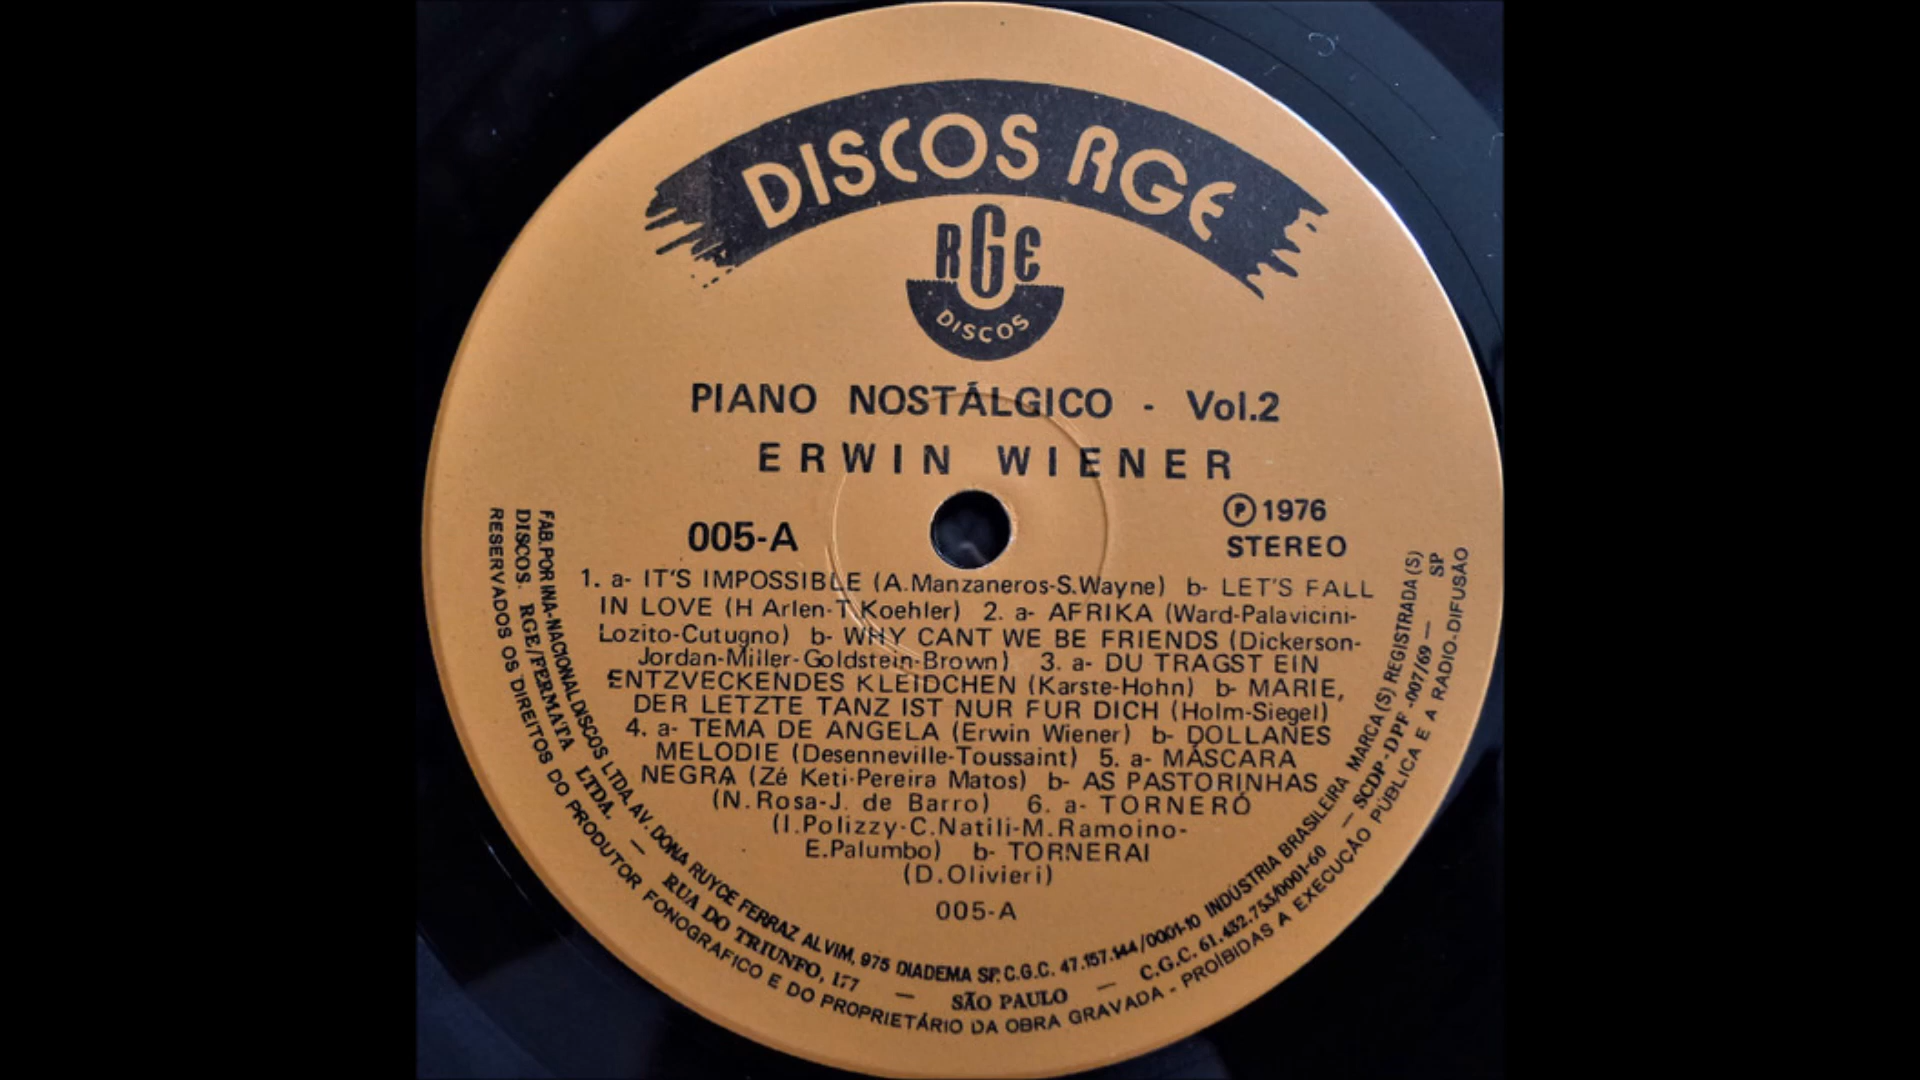 DISCOS RGE
RGE
DISCOS
PIANO NOSTÁLGICO - Vol.2
ERWIN WIENER
005-A
℗ 1976
STEREO
1. a- IT'S IMPOSSIBLE (A.Manzaneros-S.Wayne) b- LET'S FALL
IN LOVE (H Arlen-T.Koehler) 2. a- AFRIKA (Ward-Palavicini-
Lozito-Cutugno) b- WHY CANT WE BE FRIENDS (Dickerson-
Jordan-Miller-Goldstein-Brown) 3. a- DU TRAGST EIN
ENTZVECKENDES KLEIDCHEN (Karste-Hohn) b- MARIE,
DER LETZTE TANZ IST NUR FUR DICH (Holm-Siegel)
4. a- TEMA DE ANGELA (Erwin Wiener) b- DOLLANES
MELODIE (Desenneville-Toussaint) 5. a- MÁSCARA
NEGRA (Zé Keti-Pereira Matos) b- AS PASTORINHAS
(N.Rosa-J. de Barro) 6. a- TORNERÓ
(I.Polizzy-C.Natili-M.Ramoino-
E.Palumbo) b- TORNERAI
(D.Olivieri)
005-A
FAB. POR INA-NACIONAL DISCOS LTDA. AV. DONA RUYCE FERRAZ ALVIM, 975 DIADEMA SP. C.G.C. 47.157.144/0001-10 INDÚSTRIA BRASILEIRA MARCA (S) REGISTRADA (S)
DISCOS. RGE/FERMATA LTDA. — RUA DO TRIUNFO, 177 — SÃO PAULO — C.G.C. 61.432.753/0001-60 — SCDP-DPF .007/69 — SP
RESERVADOS OS DIREITOS DO PRODUTOR FONOGRAFICO E DO PROPRIETÁRIO DA OBRA GRAVADA - PROÍBIDAS A EXECUÇÃO PÚBLICA E A RADIO-DIFUSÃO